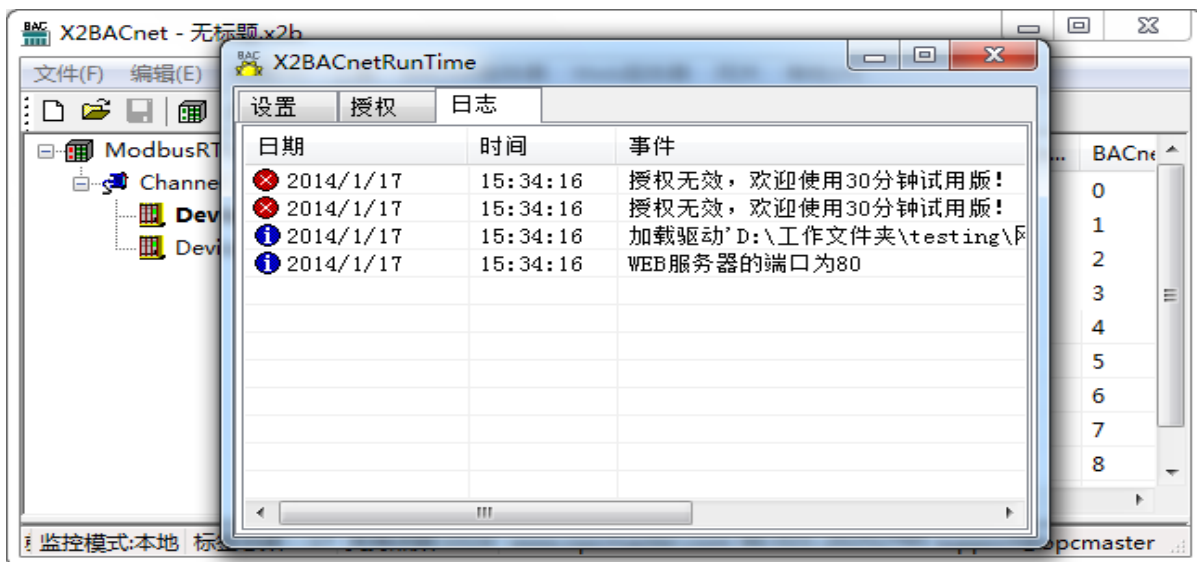 X2BACnet - 无标题.x2b
X2BACnetRunTime
文件(F) 编辑(E)
设置 授权 日志
日期 时间 事件
2014/1/17 15:34:16 授权无效，欢迎使用30分钟试用版！
2014/1/17 15:34:16 授权无效，欢迎使用30分钟试用版！
2014/1/17 15:34:16 加载驱动'D:\工作文件夹\testing\
2014/1/17 15:34:16 WEB服务器的端口为80
ModbusRT
Channe
Dev
Devi
... BACne
0
1
2
3
4
5
6
7
8
监控模式:本地 标
opcmaster